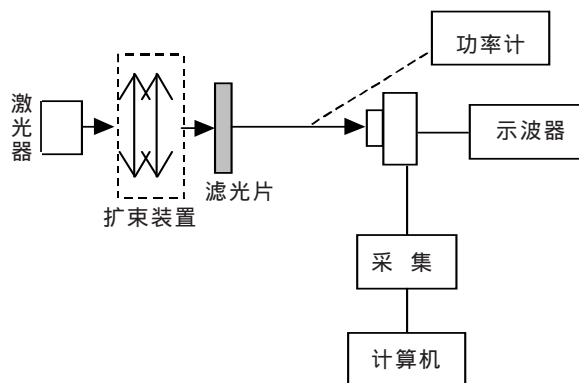 功率计
激光器
示波器
滤光片
扩束装置
采 集
计算机